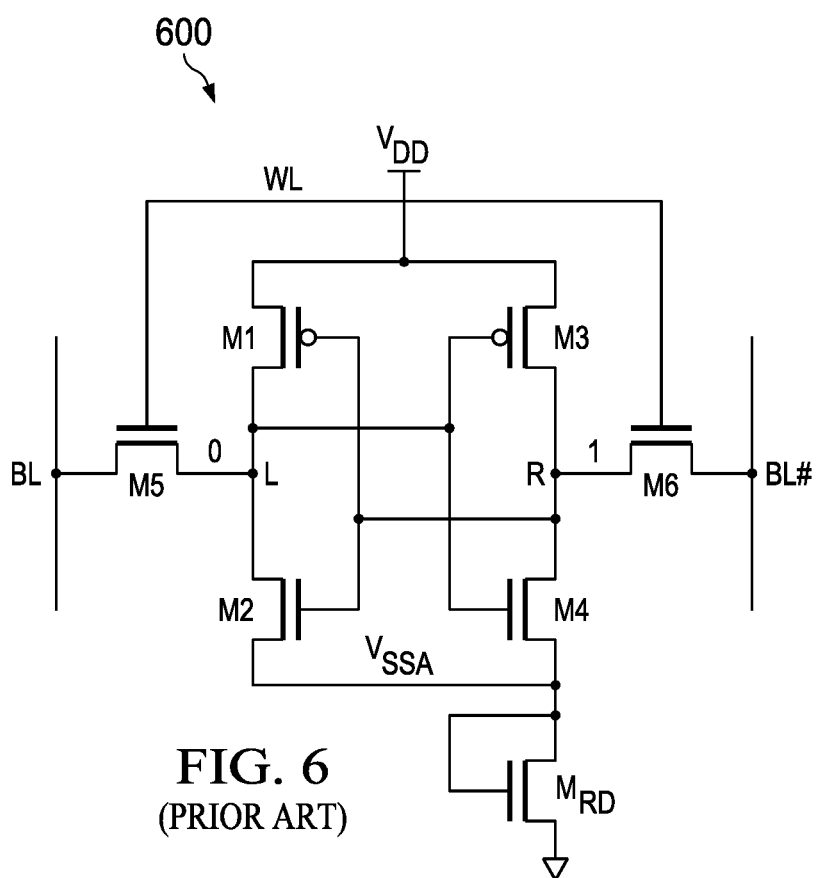 600
VDD
WL
M1
M3
0
1
BL
M5
L
R
M6
BL#
M2
M4
VSSA
MRD
FIG. 6
(PRIOR ART)